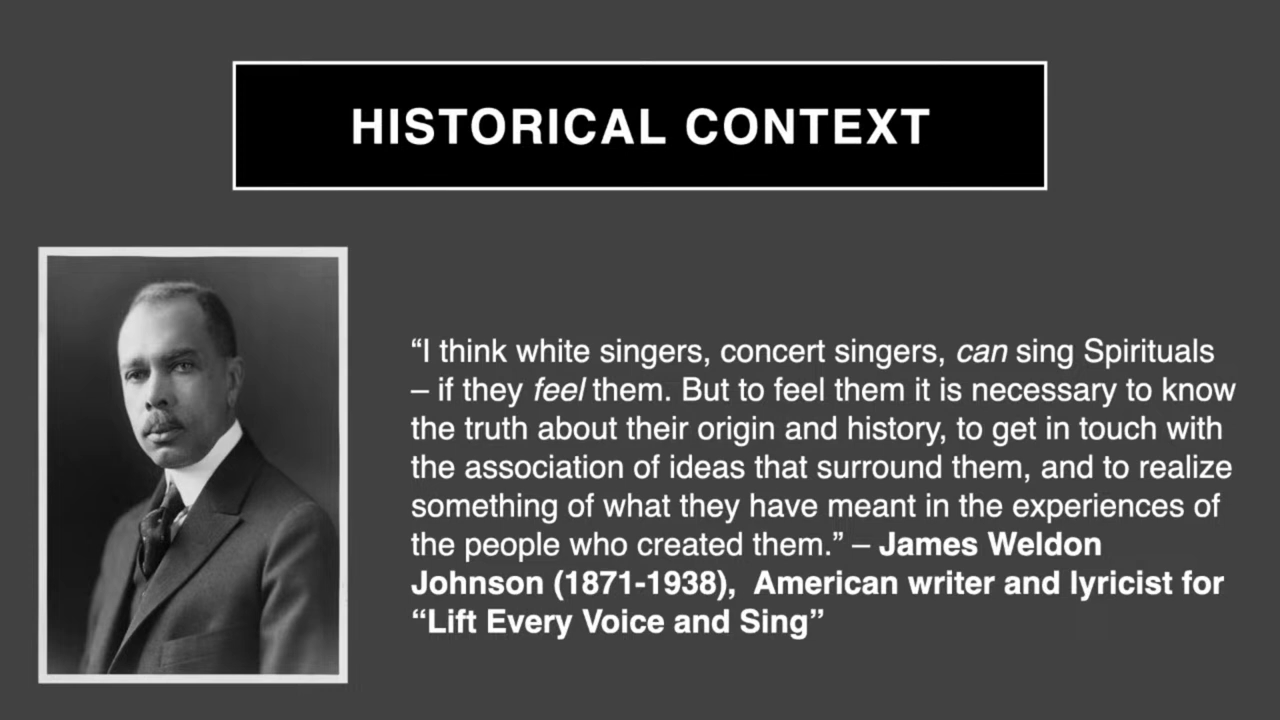 HISTORICAL CONTEXT
“I think white singers, concert singers, can sing Spirituals
– if they feel them. But to feel them it is necessary to know
the truth about their origin and history, to get in touch with
the association of ideas that surround them, and to realize
something of what they have meant in the experiences of
the people who created them.” – James Weldon
Johnson (1871-1938),  American writer and lyricist for
“Lift Every Voice and Sing”